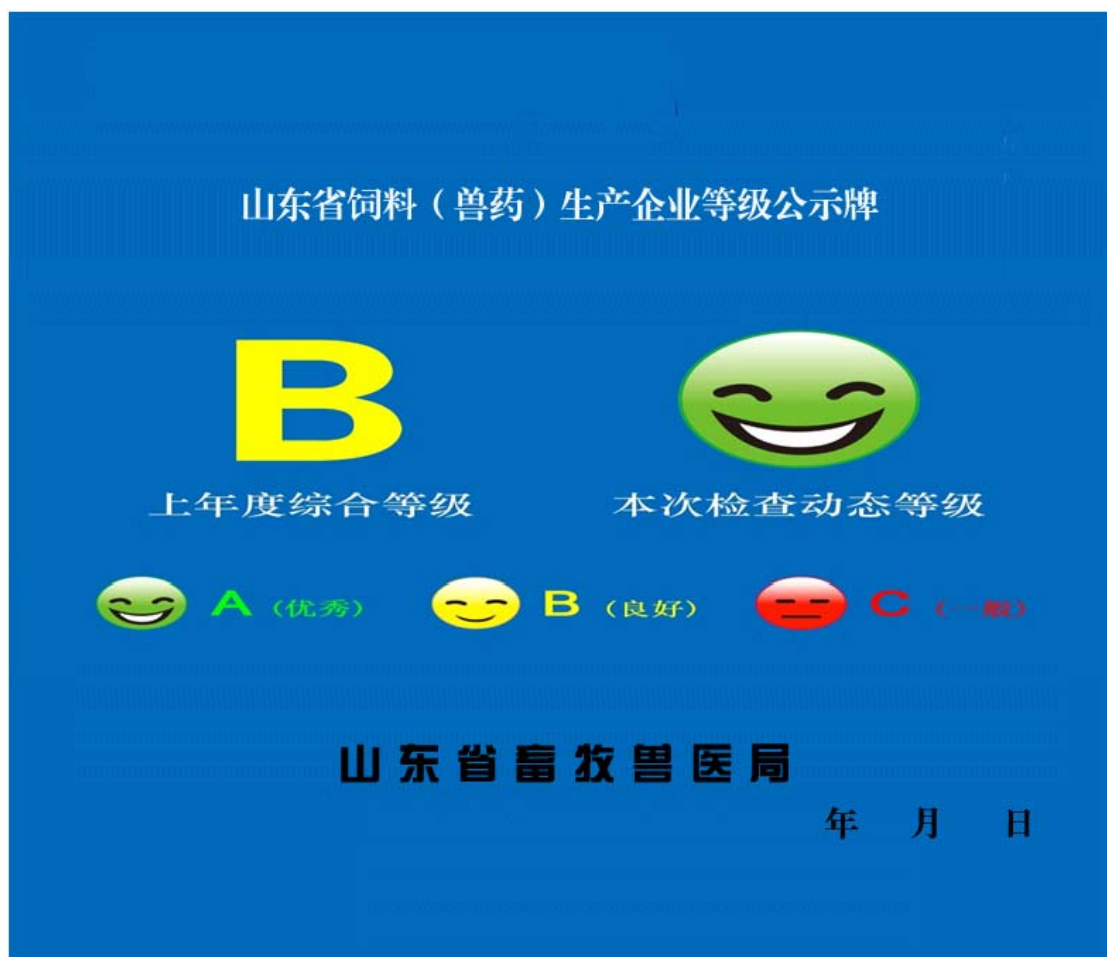 山东省饲料（兽药）生产企业等级公示牌
B
上年度综合等级 本次检查动态等级
A（优秀） B（良好） C（一般）
山东省畜牧兽医局
年 月 日